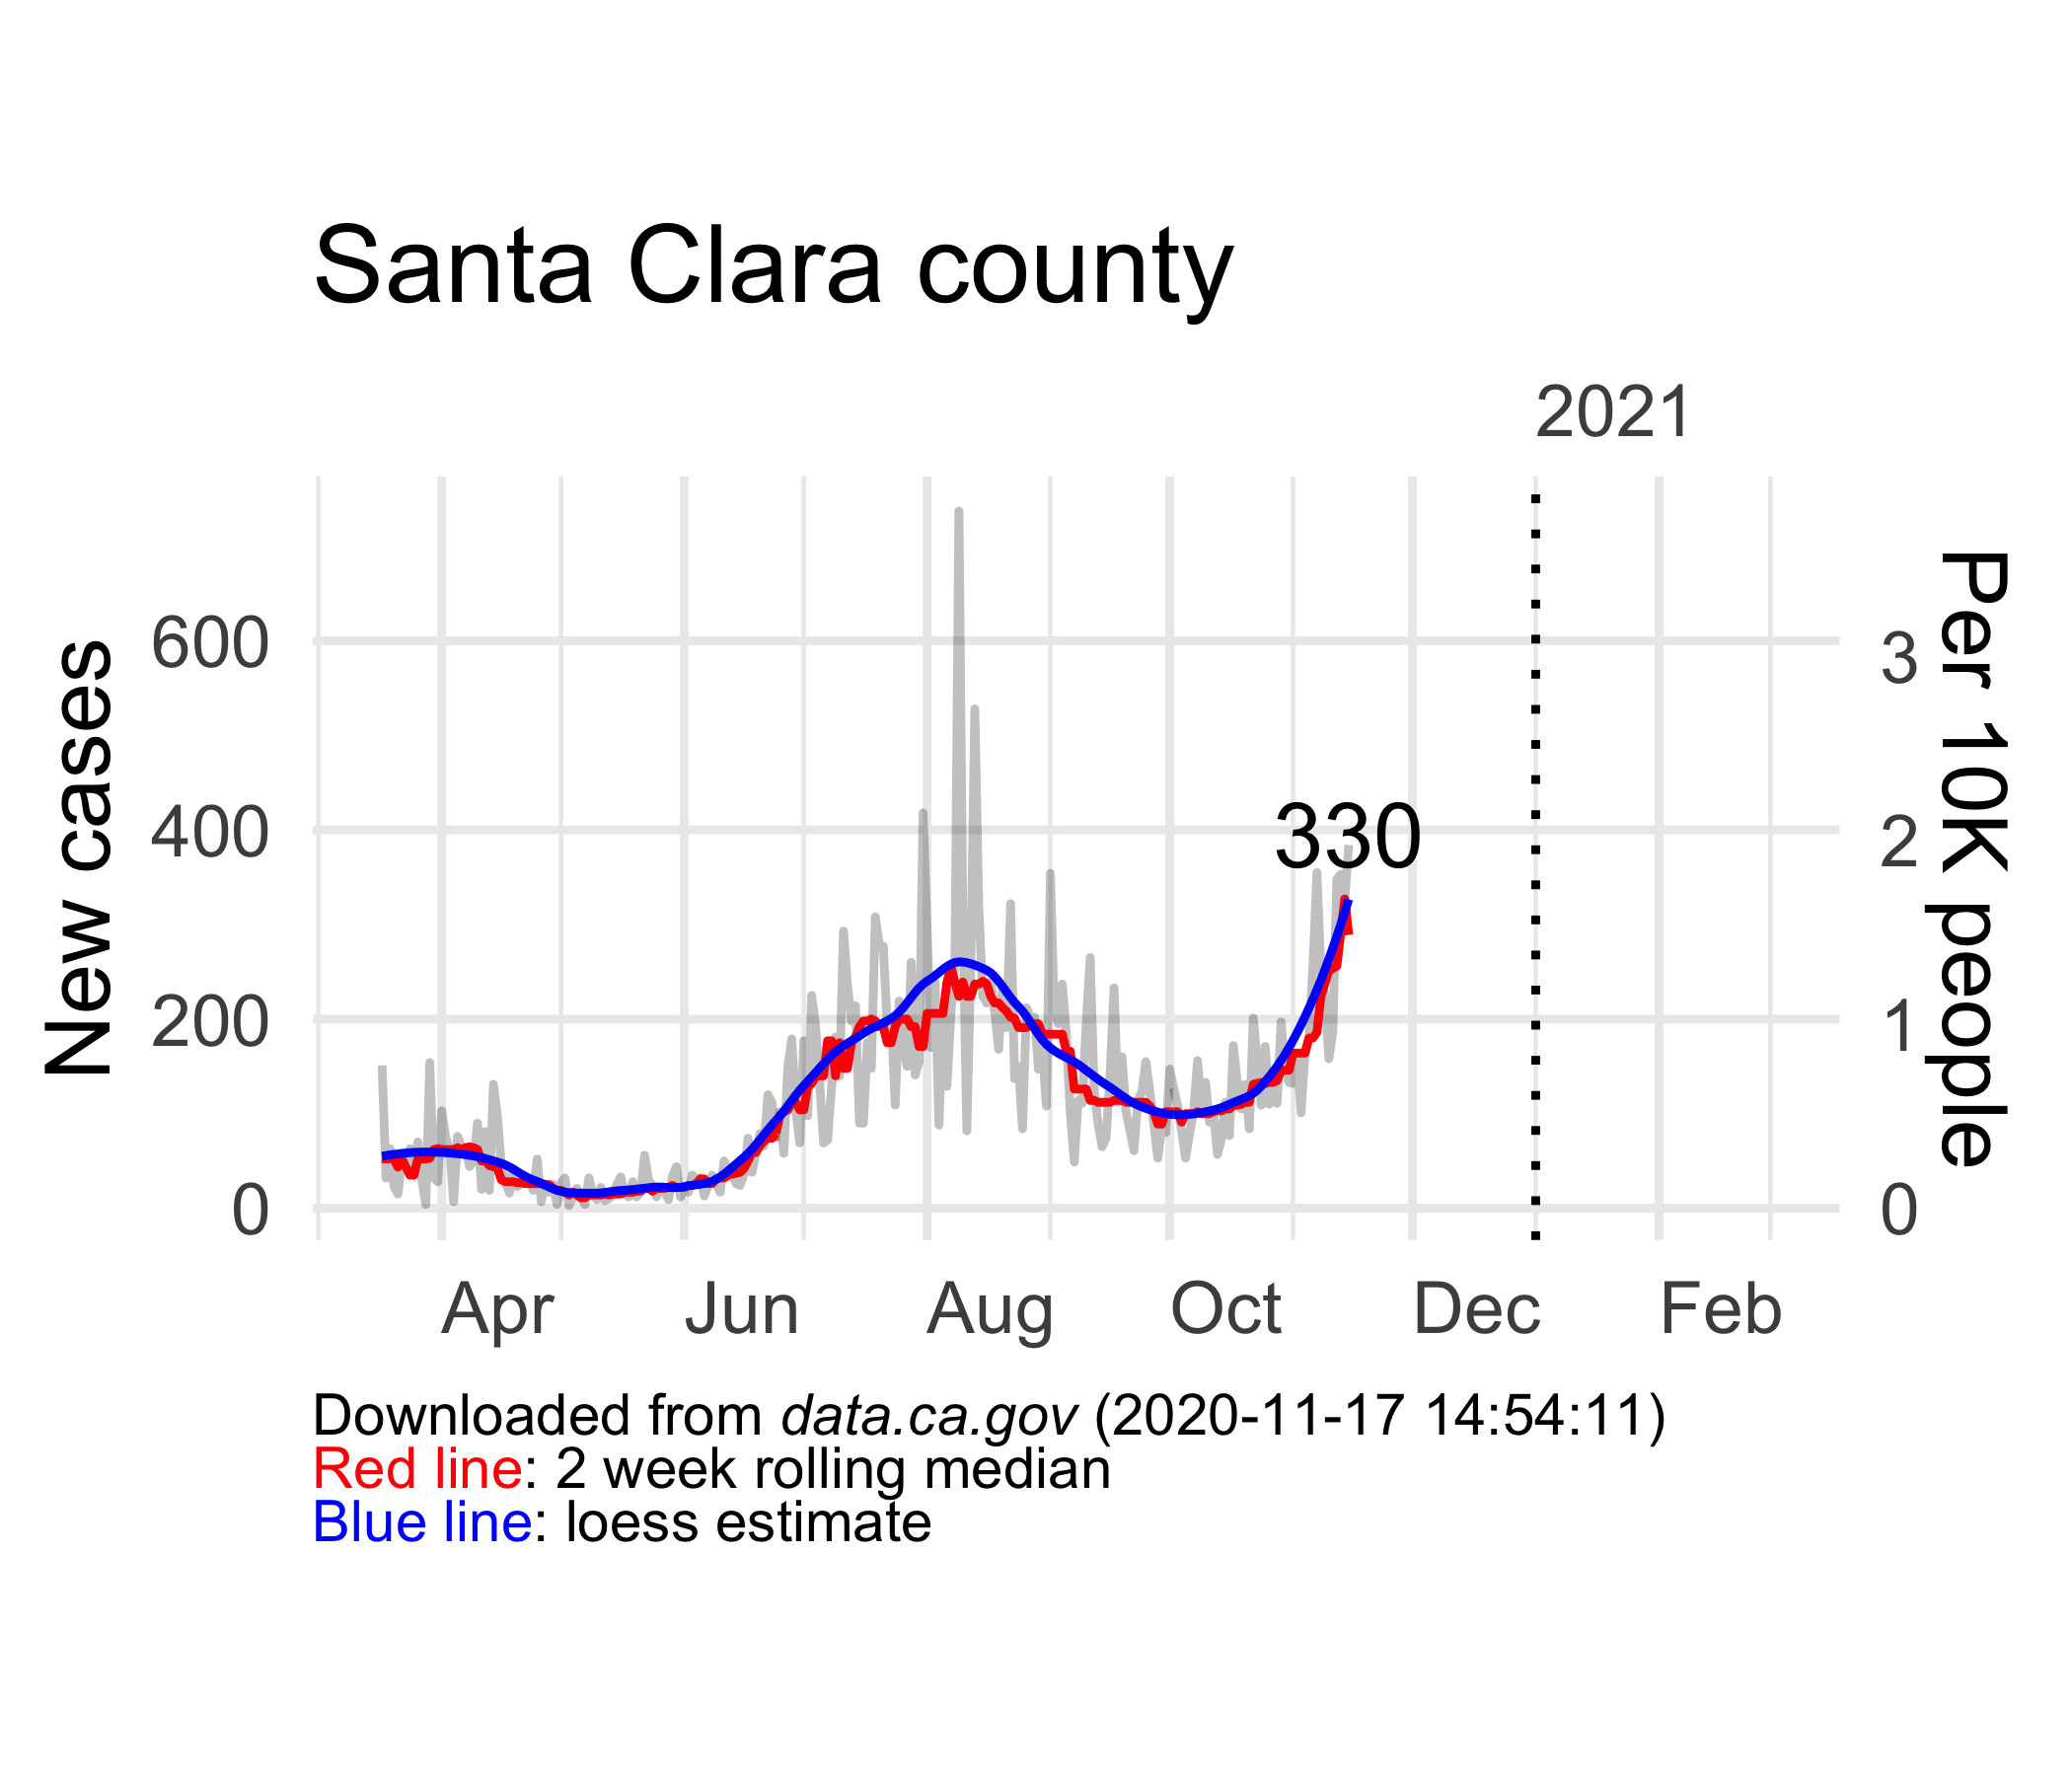 Santa Clara county
2021
New cases
600
400
200
0
330
3
2
1
0
Per 10K people
Apr Jun Aug Oct Dec Feb
Downloaded from data.ca.gov (2020-11-17 14:54:11)
Red line: 2 week rolling median
Blue line: loess estimate